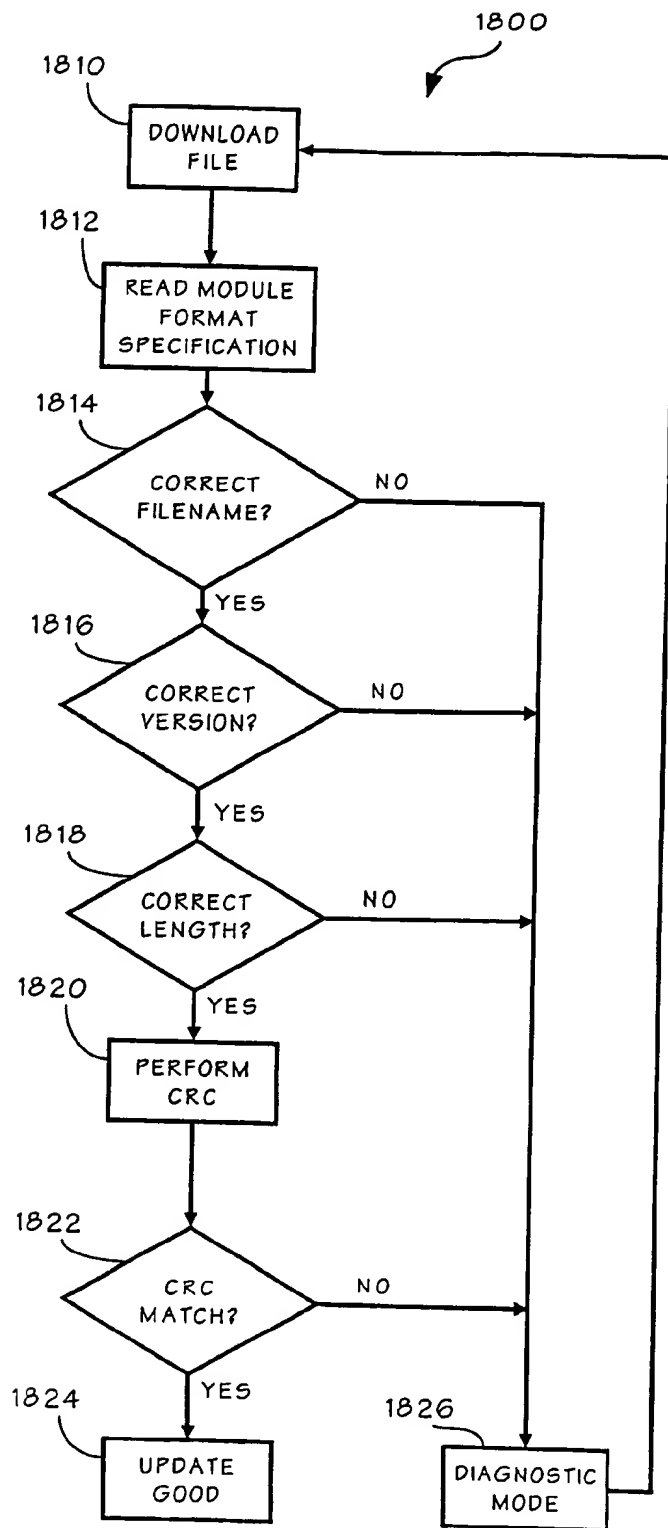 1800
1810
DOWNLOAD
FILE
1812
READ MODULE
FORMAT
SPECIFICATION
1814
CORRECT
FILENAME?
NO
YES
1816
CORRECT
VERSION?
NO
YES
1818
CORRECT
LENGTH?
NO
YES
1820
PERFORM
CRC
1822
CRC
MATCH?
NO
YES
1824
UPDATE
GOOD
1826
DIAGNOSTIC
MODE